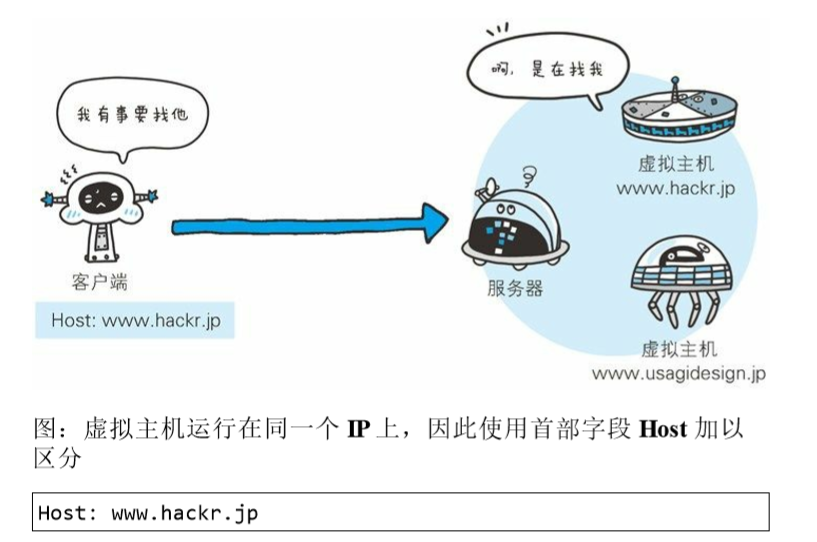 啊，是在找我
我有事要找他
虚拟主机
www.hackr.jp
客户端
服务器
Host: www.hackr.jp
虚拟主机
www.usagidesign.jp
图：虚拟主机运行在同一个 IP 上，因此使用首部字段 Host 加以
区分
Host: www.hackr.jp